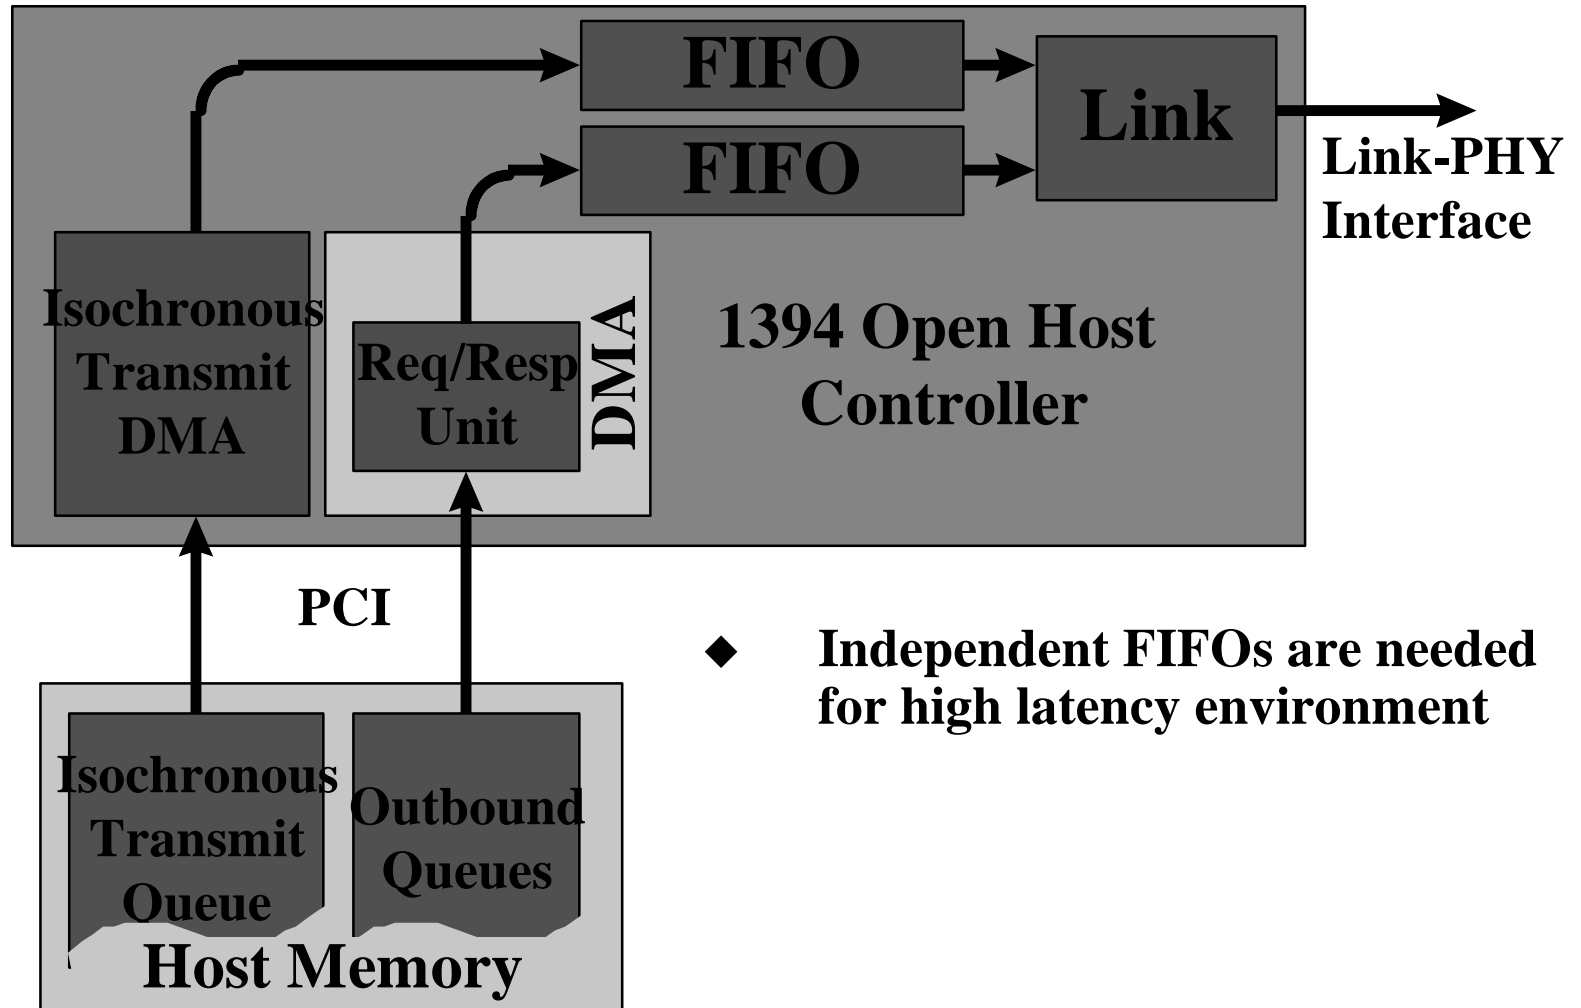 FIFO
FIFO
Link
Link-PHY
Interface
Isochronous
Transmit
DMA
Req/Resp
Unit
DMA
1394 Open Host
Controller
PCI
Independent FIFOs are needed
for high latency environment
Isochronous
Transmit
Queue
Outbound
Queues
Host Memory